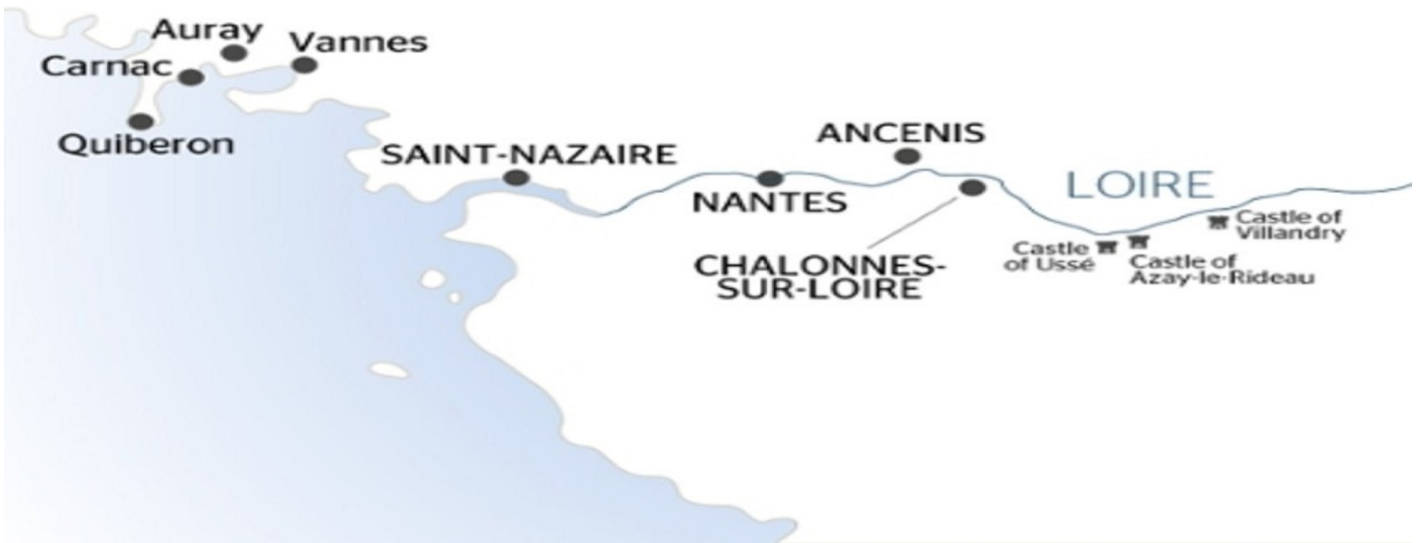 Auray
Vannes
Carnac
Quiberon
SAINT-NAZAIRE
ANCENIS
NANTES
LOIRE
CHALONNES-
SUR-LOIRE
Castle of
Villandry
Castle
of Ussé
Castle of
Azay-le-Rideau